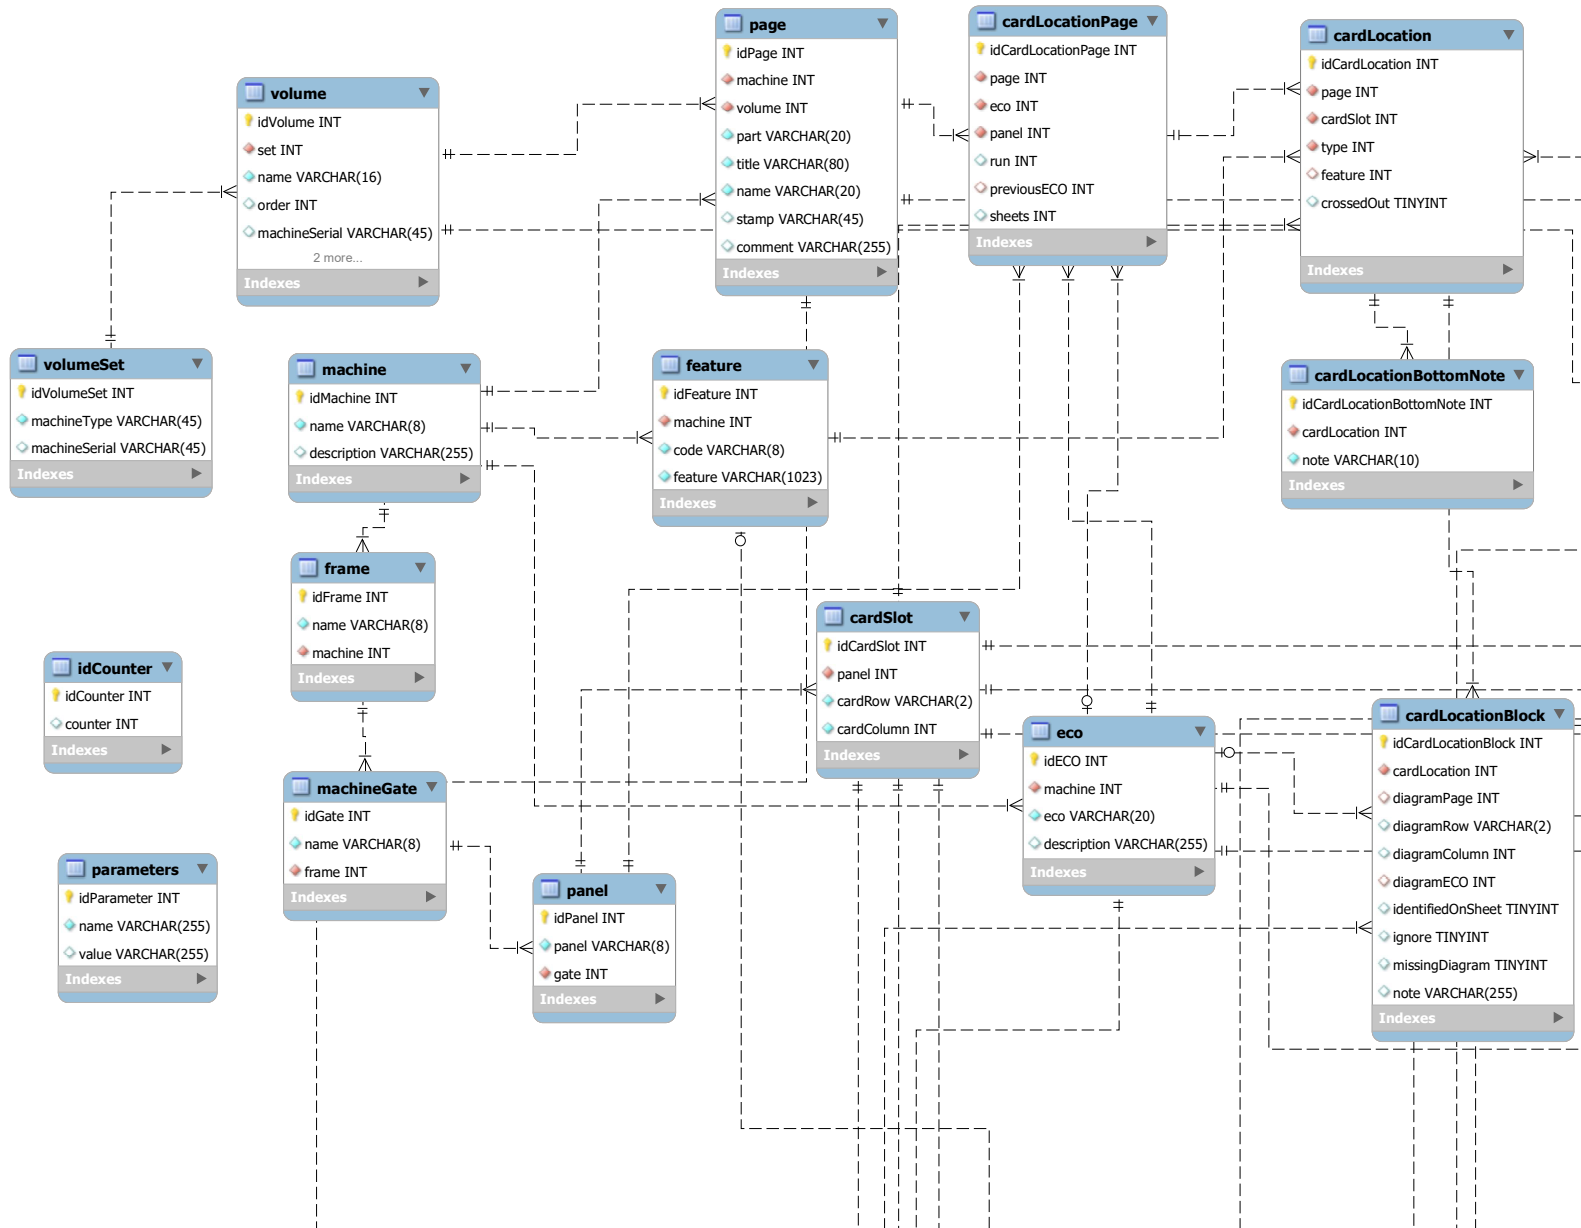 volume
idVolume INT
set INT
name VARCHAR(16)
order INT
machineSerial VARCHAR(45)
2 more...
Indexes
page
idPage INT
machine INT
volume INT
part VARCHAR(20)
title VARCHAR(80)
name VARCHAR(20)
stamp VARCHAR(45)
comment VARCHAR(255)
Indexes
cardLocationPage
idCardLocationPage INT
page INT
eco INT
panel INT
run INT
previousECO INT
sheets INT
Indexes
cardLocation
idCardLocation INT
page INT
cardSlot INT
type INT
feature INT
crossedOut TINYINT
Indexes
volumeSet
idVolumeSet INT
machineType VARCHAR(45)
machineSerial VARCHAR(45)
Indexes
machine
idMachine INT
name VARCHAR(8)
description VARCHAR(255)
Indexes
feature
idFeature INT
machine INT
code VARCHAR(8)
feature VARCHAR(1023)
Indexes
cardLocationBottomNote
idCardLocationBottomNote INT
cardLocation INT
note VARCHAR(10)
Indexes
frame
idFrame INT
name VARCHAR(8)
machine INT
Indexes
cardSlot
idCardSlot INT
panel INT
cardRow VARCHAR(2)
cardColumn INT
Indexes
idCounter
idCounter INT
counter INT
Indexes
machineGate
idGate INT
name VARCHAR(8)
frame INT
Indexes
eco
idECO INT
machine INT
eco VARCHAR(20)
description VARCHAR(255)
Indexes
cardLocationBlock
idCardLocationBlock INT
cardLocation INT
diagramPage INT
diagramRow VARCHAR(2)
diagramColumn INT
diagramECO INT
identifiedOnSheet TINYINT
ignore TINYINT
missingDiagram TINYINT
note VARCHAR(255)
Indexes
parameters
idParameter INT
name VARCHAR(255)
value VARCHAR(255)
Indexes
panel
idPanel INT
panel VARCHAR(8)
gate INT
Indexes